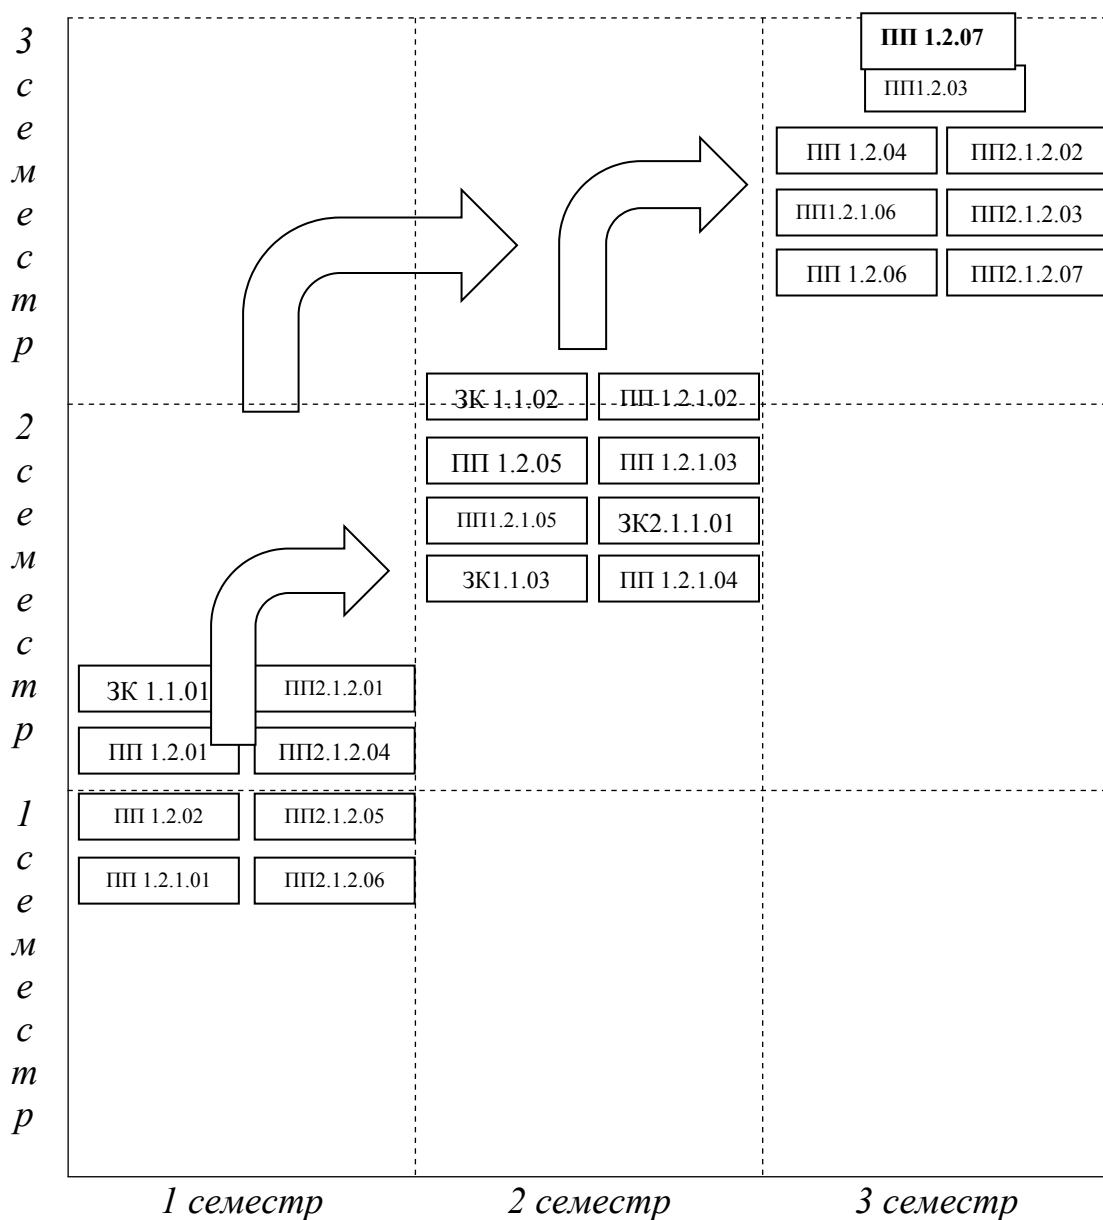 3 семестр
2 семестр
1 семестр
ПП 1.2.07
ПП1.2.03
ПП 1.2.04 ПП2.1.2.02
ПП1.2.1.06 ПП2.1.2.03
ПП 1.2.06 ПП2.1.2.07
ЗК 1.1.02 ПП 1.2.1.02
ПП 1.2.05 ПП 1.2.1.03
ПП1.2.1.05 ЗК2.1.1.01
ЗК1.1.03 ПП 1.2.1.04
ЗК 1.1.01 ПП2.1.2.01
ПП 1.2.01 ПП2.1.2.04
ПП 1.2.02 ПП2.1.2.05
ПП 1.2.1.01 ПП2.1.2.06
1 семестр 2 семестр 3 семестр